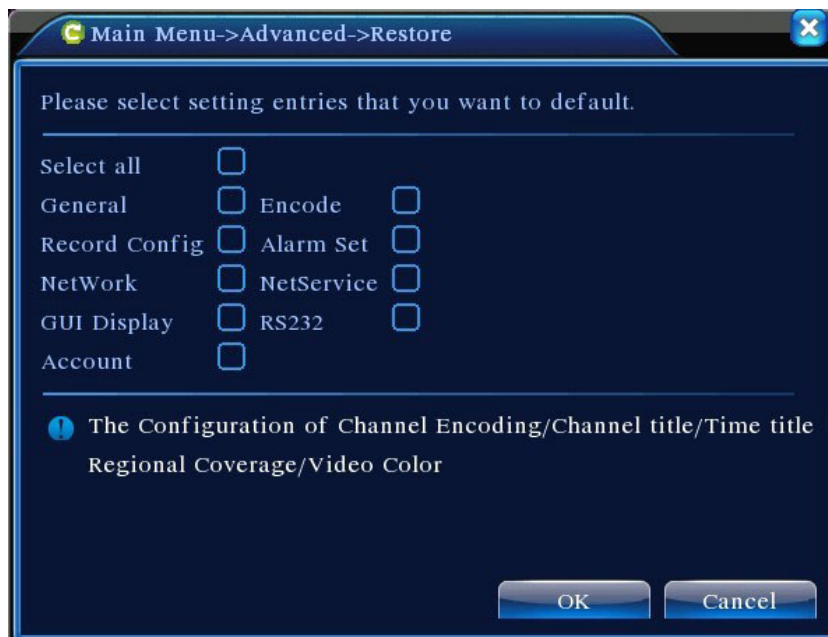 Main Menu->Advanced->Restore
Please select setting entries that you want to default.
Select all
General Encode
Record Config Alarm Set
NetWork NetService
GUI Display RS232
Account
The Configuration of Channel Encoding/Channel title/Time title
Regional Coverage/Video Color
OK Cancel